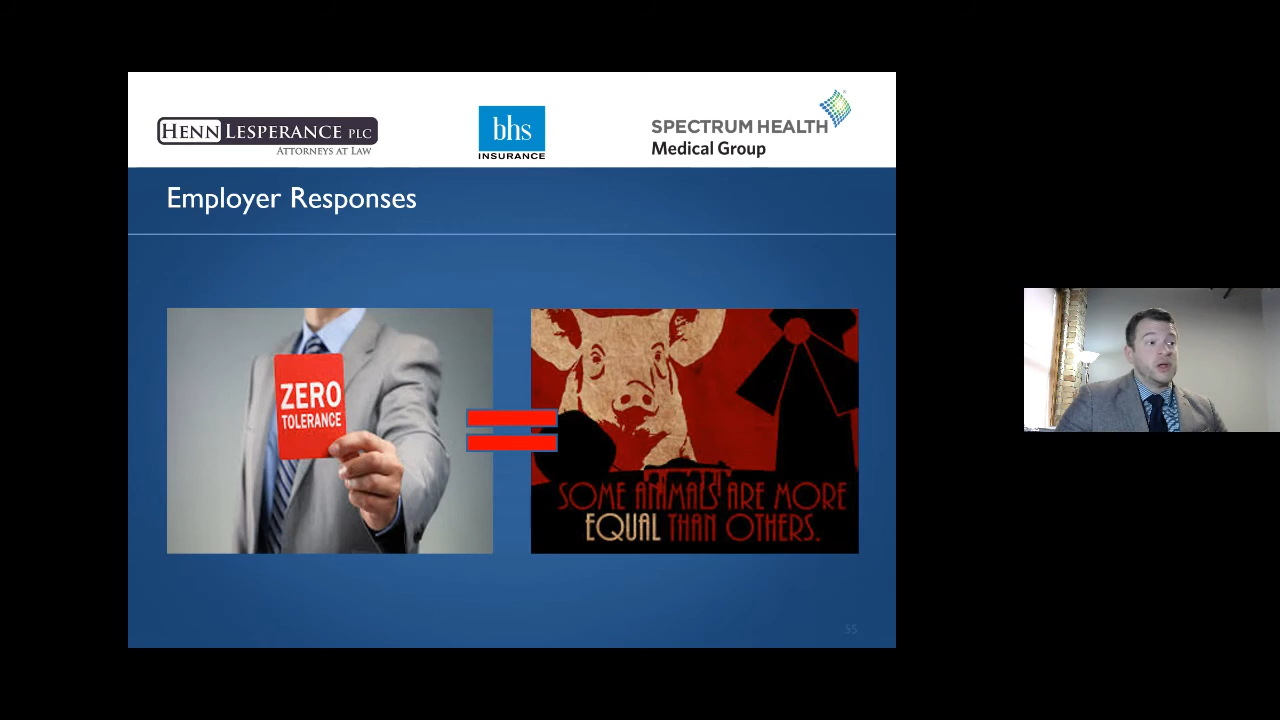 HENN LESPERANCE PLC
ATTORNEYS AT LAW
bhs
INSURANCE
SPECTRUM HEALTH
Medical Group
Employer Responses
ZERO
TOLERANCE
SOME ANIMALS ARE MORE
EQUAL THAN OTHERS.
55